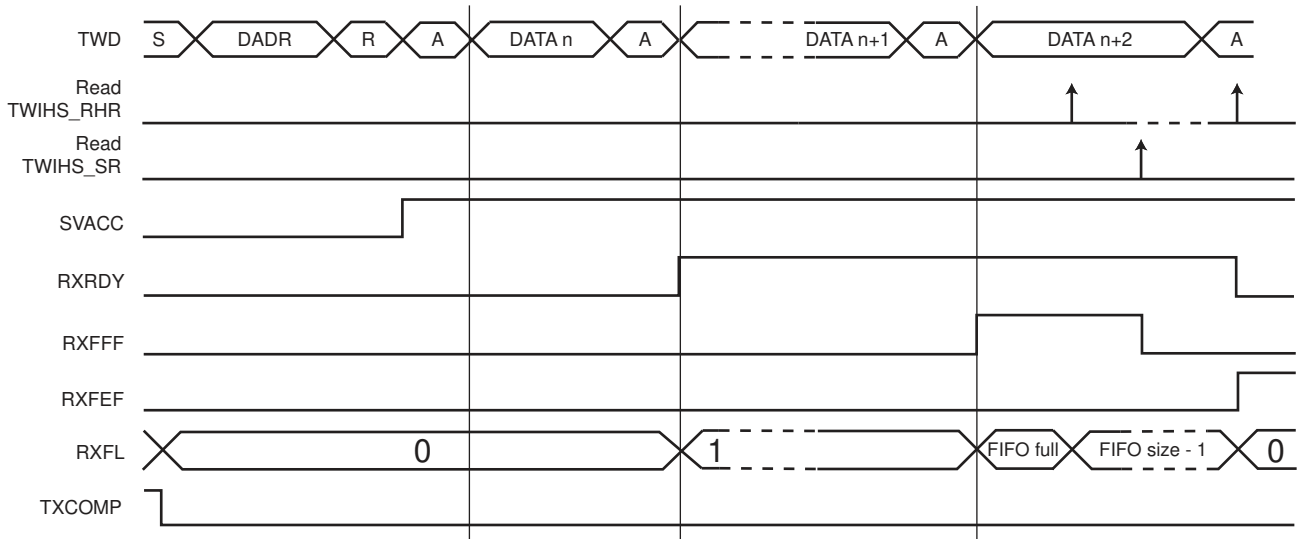 TWD S DADR R A DATA n A DATA n+1 A DATA n+2 A
Read
TWIHS_RHR
Read
TWIHS_SR
SVACC
RXRDY
RXFFF
RXFEF
RXFL 0 1 FIFO full FIFO size - 1 0
TXCOMP